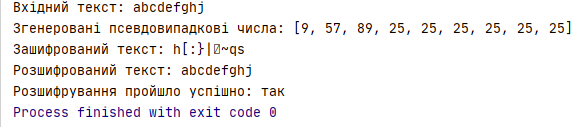 Вхідний текст: abcdefghj
Згенеровані псевдовипадкові числа: [9, 57, 89, 25, 25, 25, 25, 25, 25]
Зашифрований текст: h[:}|~qs
Розшифрований текст: abcdefghj
Розшифрування пройшло успішно: так
Process finished with exit code 0